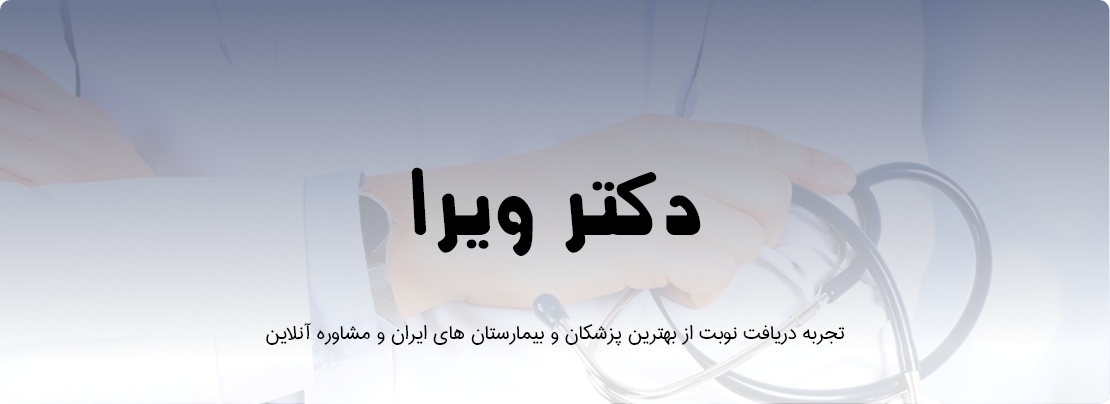 دکتر ویرا
تجربه دریافت نوبت از بهترین پزشکان و بیمارستان های ایران و مشاوره آنلاین